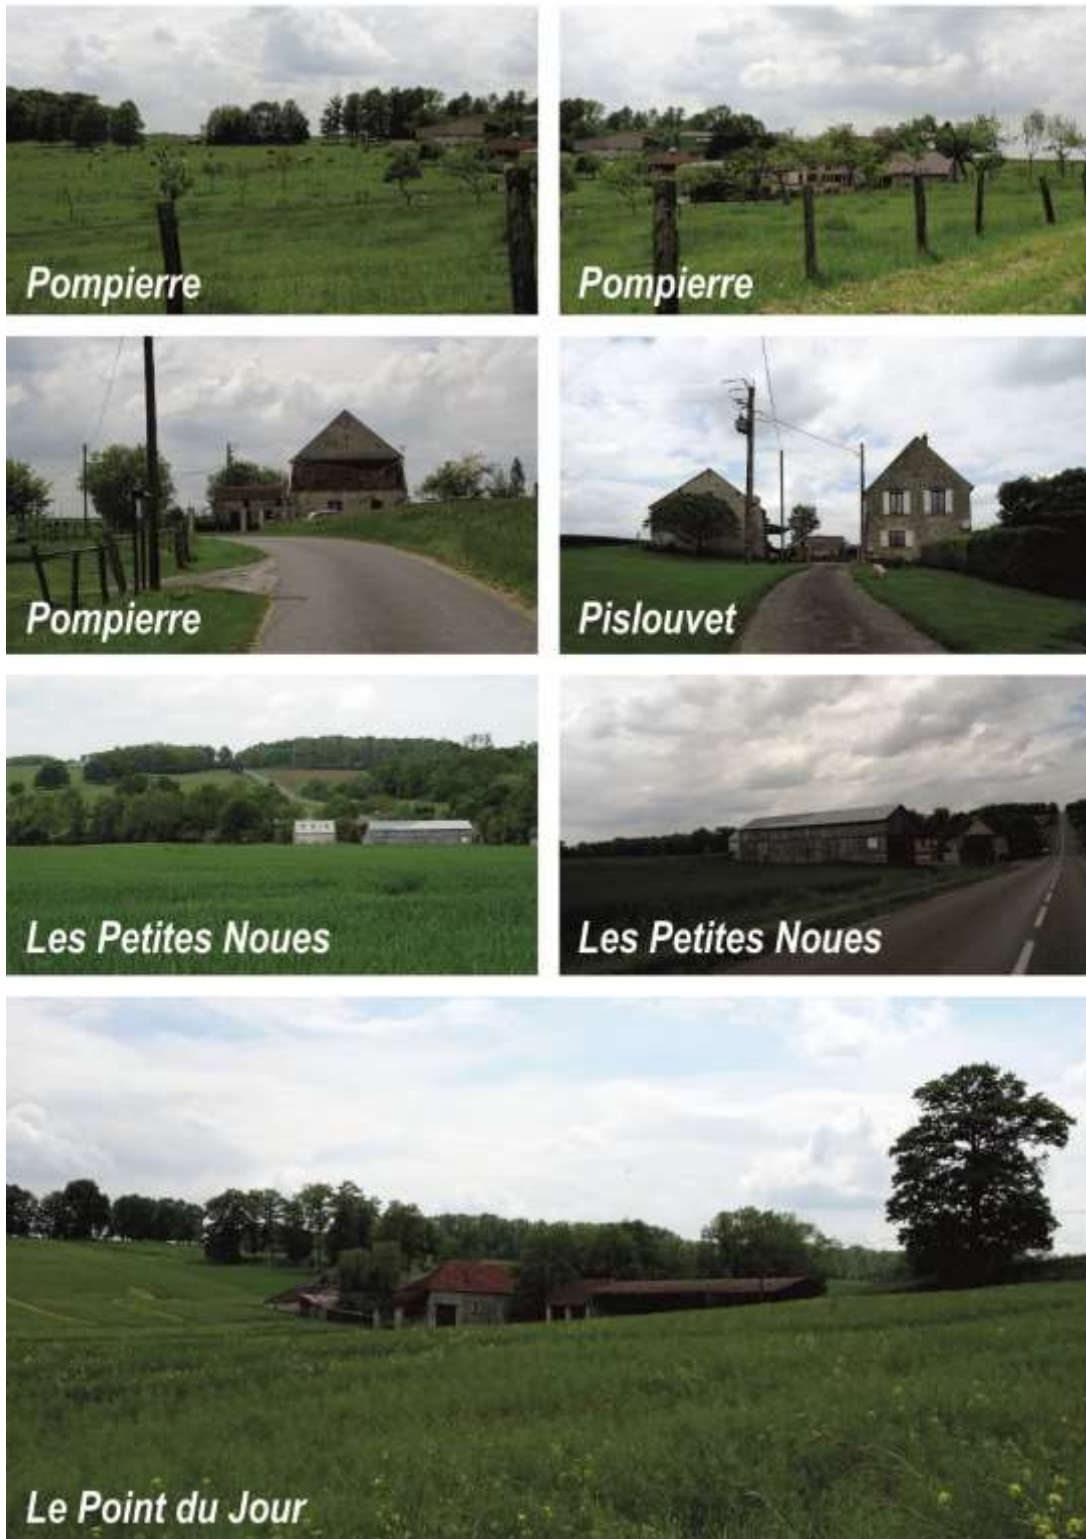 Pompierre
Pompierre
Pompierre
Pislouvet
Les Petites Noues
Les Petites Noues
Le Point du Jour